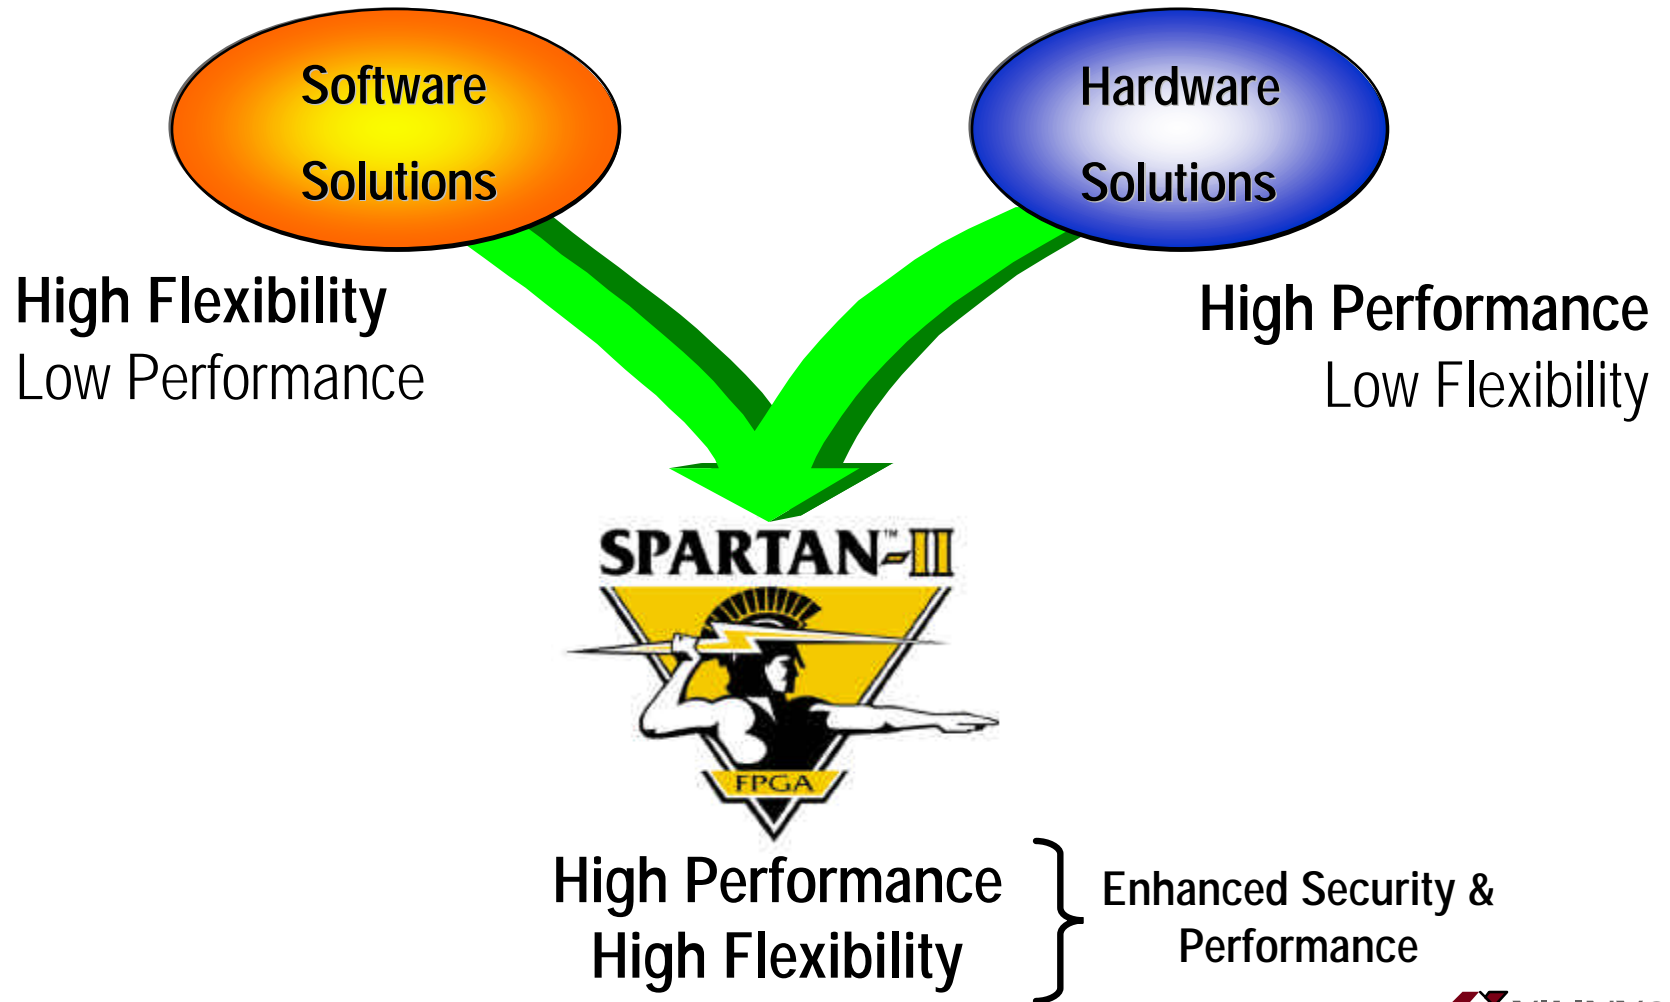 Software
Solutions
Hardware
Solutions
High Flexibility
Low Performance
High Performance
Low Flexibility
SPARTAN™-II
FPGA
High Performance
High Flexibility
Enhanced Security &
Performance